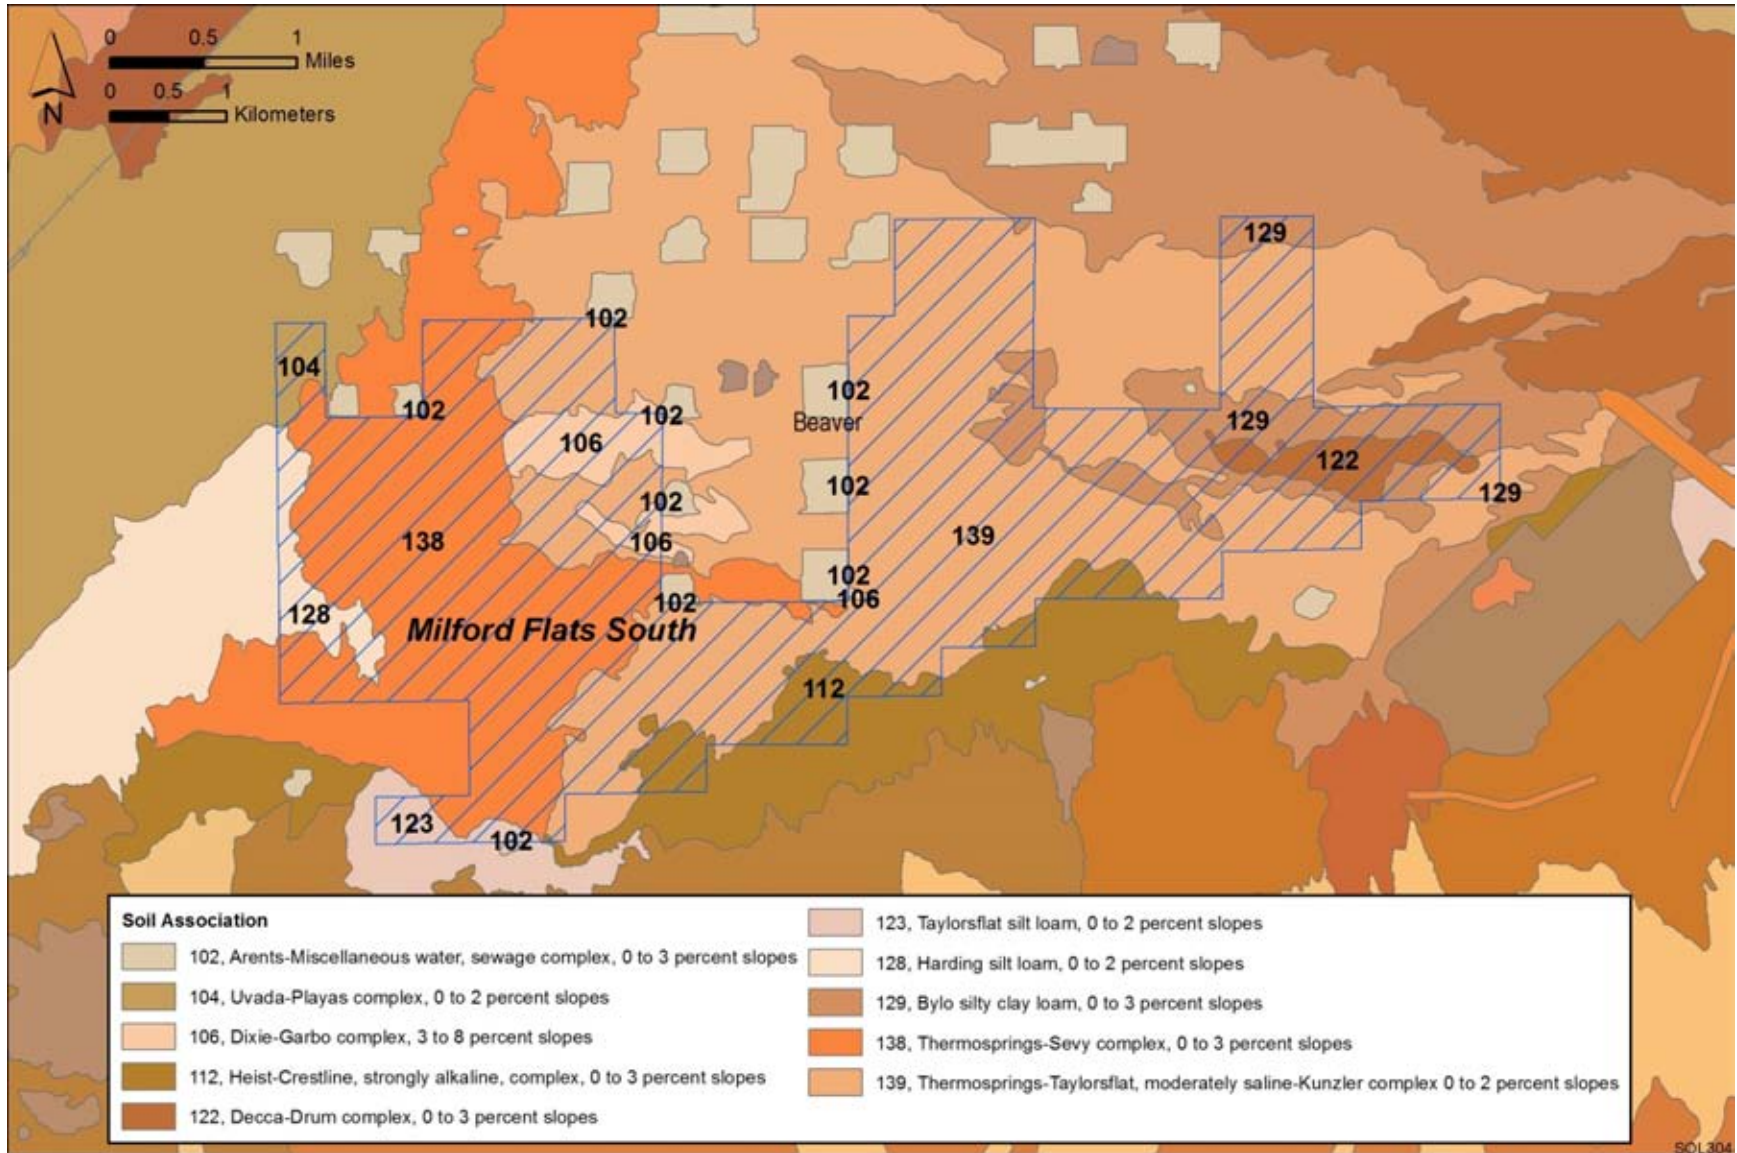 0 0.5 1
Miles
0 0.5 1
Kilometers
N
129
102
104
102
102
102
Beaver
129
106
122
102
102
129
138
106
139
102
102
106
128
Milford Flats South
112
123
102
Soil Association
102, Arents-Miscellaneous water, sewage complex, 0 to 3 percent slopes
104, Uvada-Playas complex, 0 to 2 percent slopes
106, Dixie-Garbo complex, 3 to 8 percent slopes
112, Heist-Crestline, strongly alkaline, complex, 0 to 3 percent slopes
122, Decca-Drum complex, 0 to 3 percent slopes
123, Taylorsflat silt loam, 0 to 2 percent slopes
128, Harding silt loam, 0 to 2 percent slopes
129, Bylo silty clay loam, 0 to 3 percent slopes
138, Thermosprings-Sevy complex, 0 to 3 percent slopes
139, Thermosprings-Taylorsflat, moderately saline-Kunzler complex 0 to 2 percent slopes
SOL304